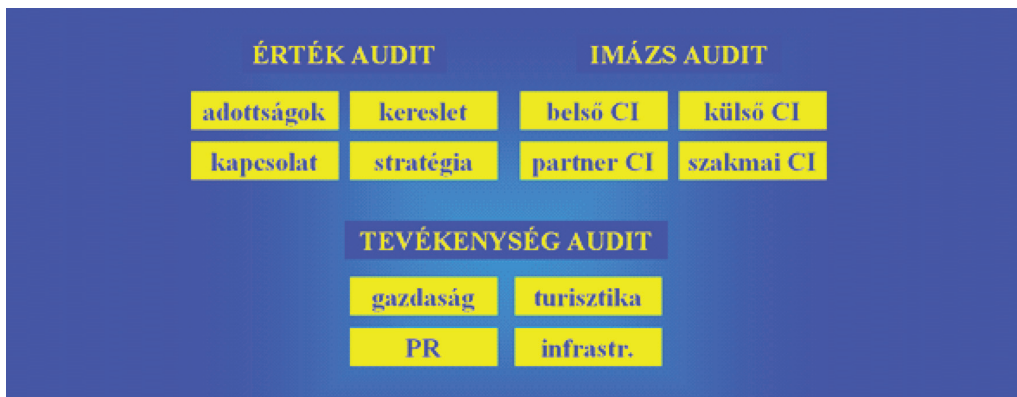 ÉRTÉK AUDIT
adottságok kereslet
kapcsolat stratégia
IMÁZS AUDIT
belső CI külső CI
partner CI szakmai CI
TEVÉKENYSÉG AUDIT
gazdaság turisztika
PR infrastr.